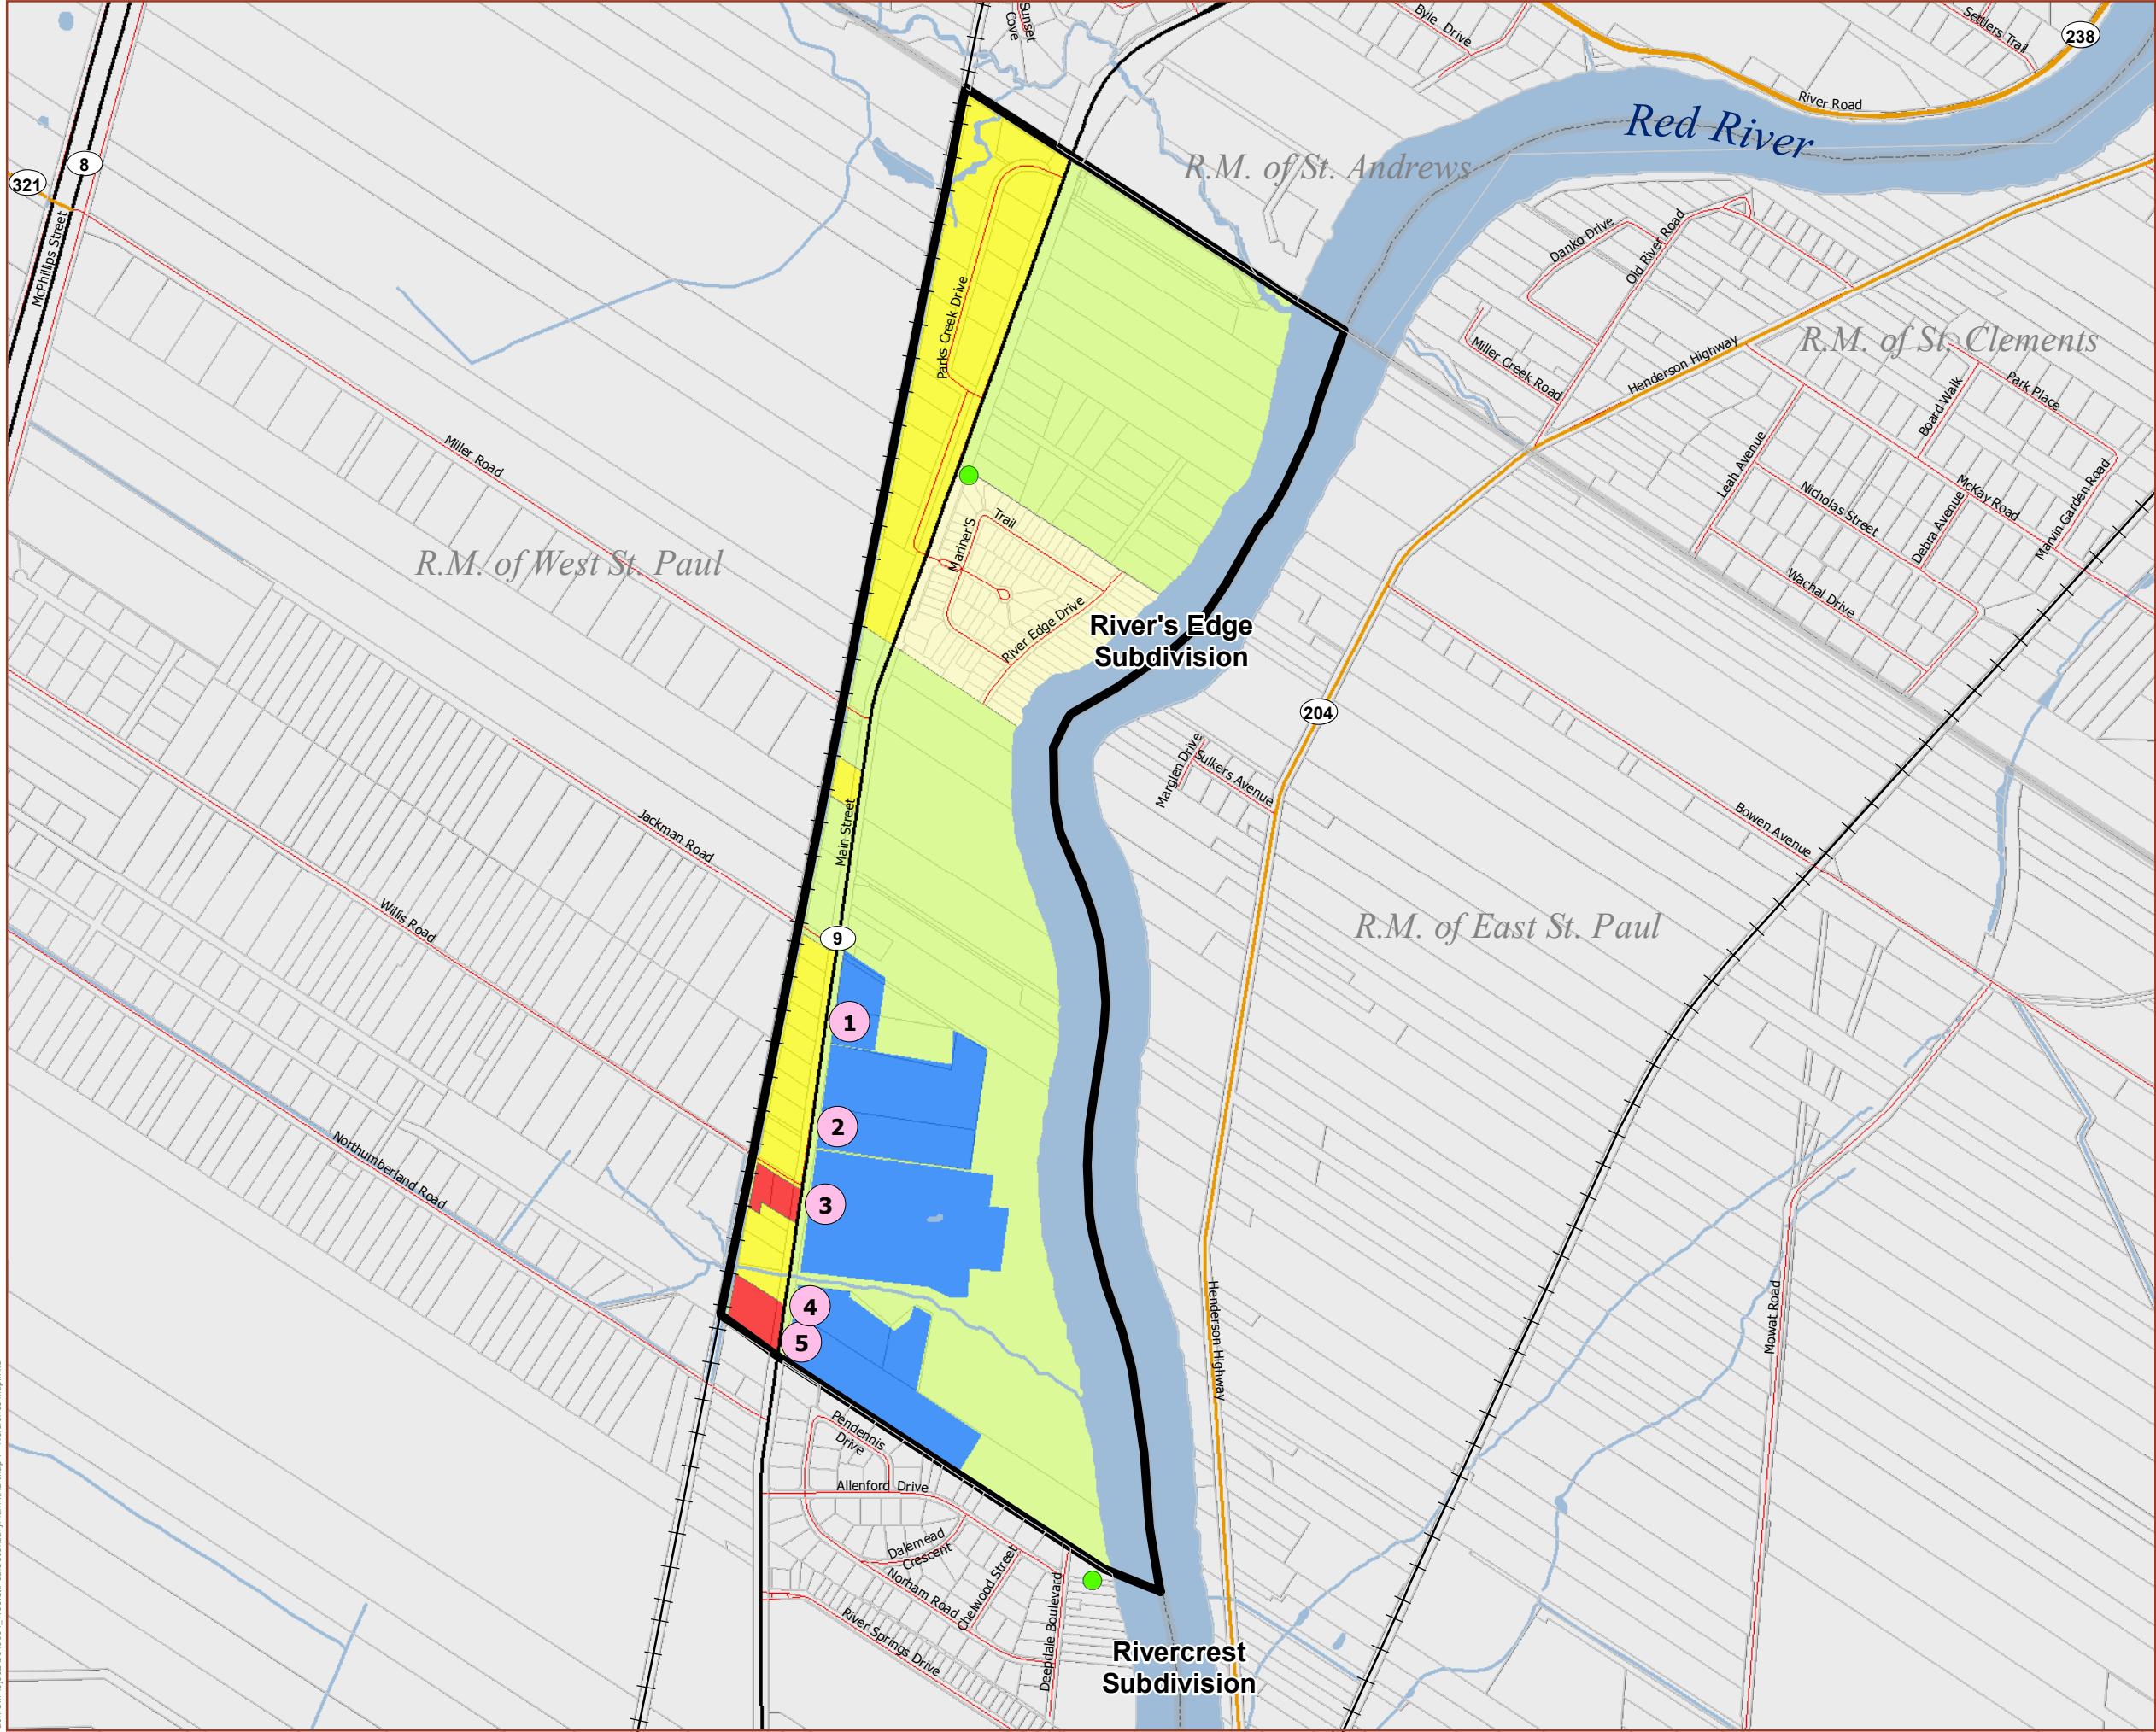 Sunset
Cove
Byle Drive
Settlers Trail
238
River Road
Red River
R.M. of St. Andrews
8
321
McPhillips Street
Danko Drive
Old River Road
Parks Creek Drive
Miller Creek Road
Henderson Highway
R.M. of St. Clements
Park Place
Board Walk
Leah Avenue
Miller Road
Nicholas Street
McKay Road
Debra Avenue
Marvin Garden Road
Mariner'S
Trail
R.M. of West St. Paul
Wachal Drive
River Edge Drive
River's Edge
Subdivision
204
Marglen Drive
Sulkers Avenue
Main Street
Jackman Road
Bowen Avenue
Willis Road
9
R.M. of East St. Paul
1
2
Northumberland Road
3
4
5
Henderson Highway
Mowat Road
Pendennis
Drive
Allenford Drive
Dalemead
Crescent
Norham Road
Chelwood Street
Deepdale Boulevard
River Springs Drive
Rivercrest
Subdivision